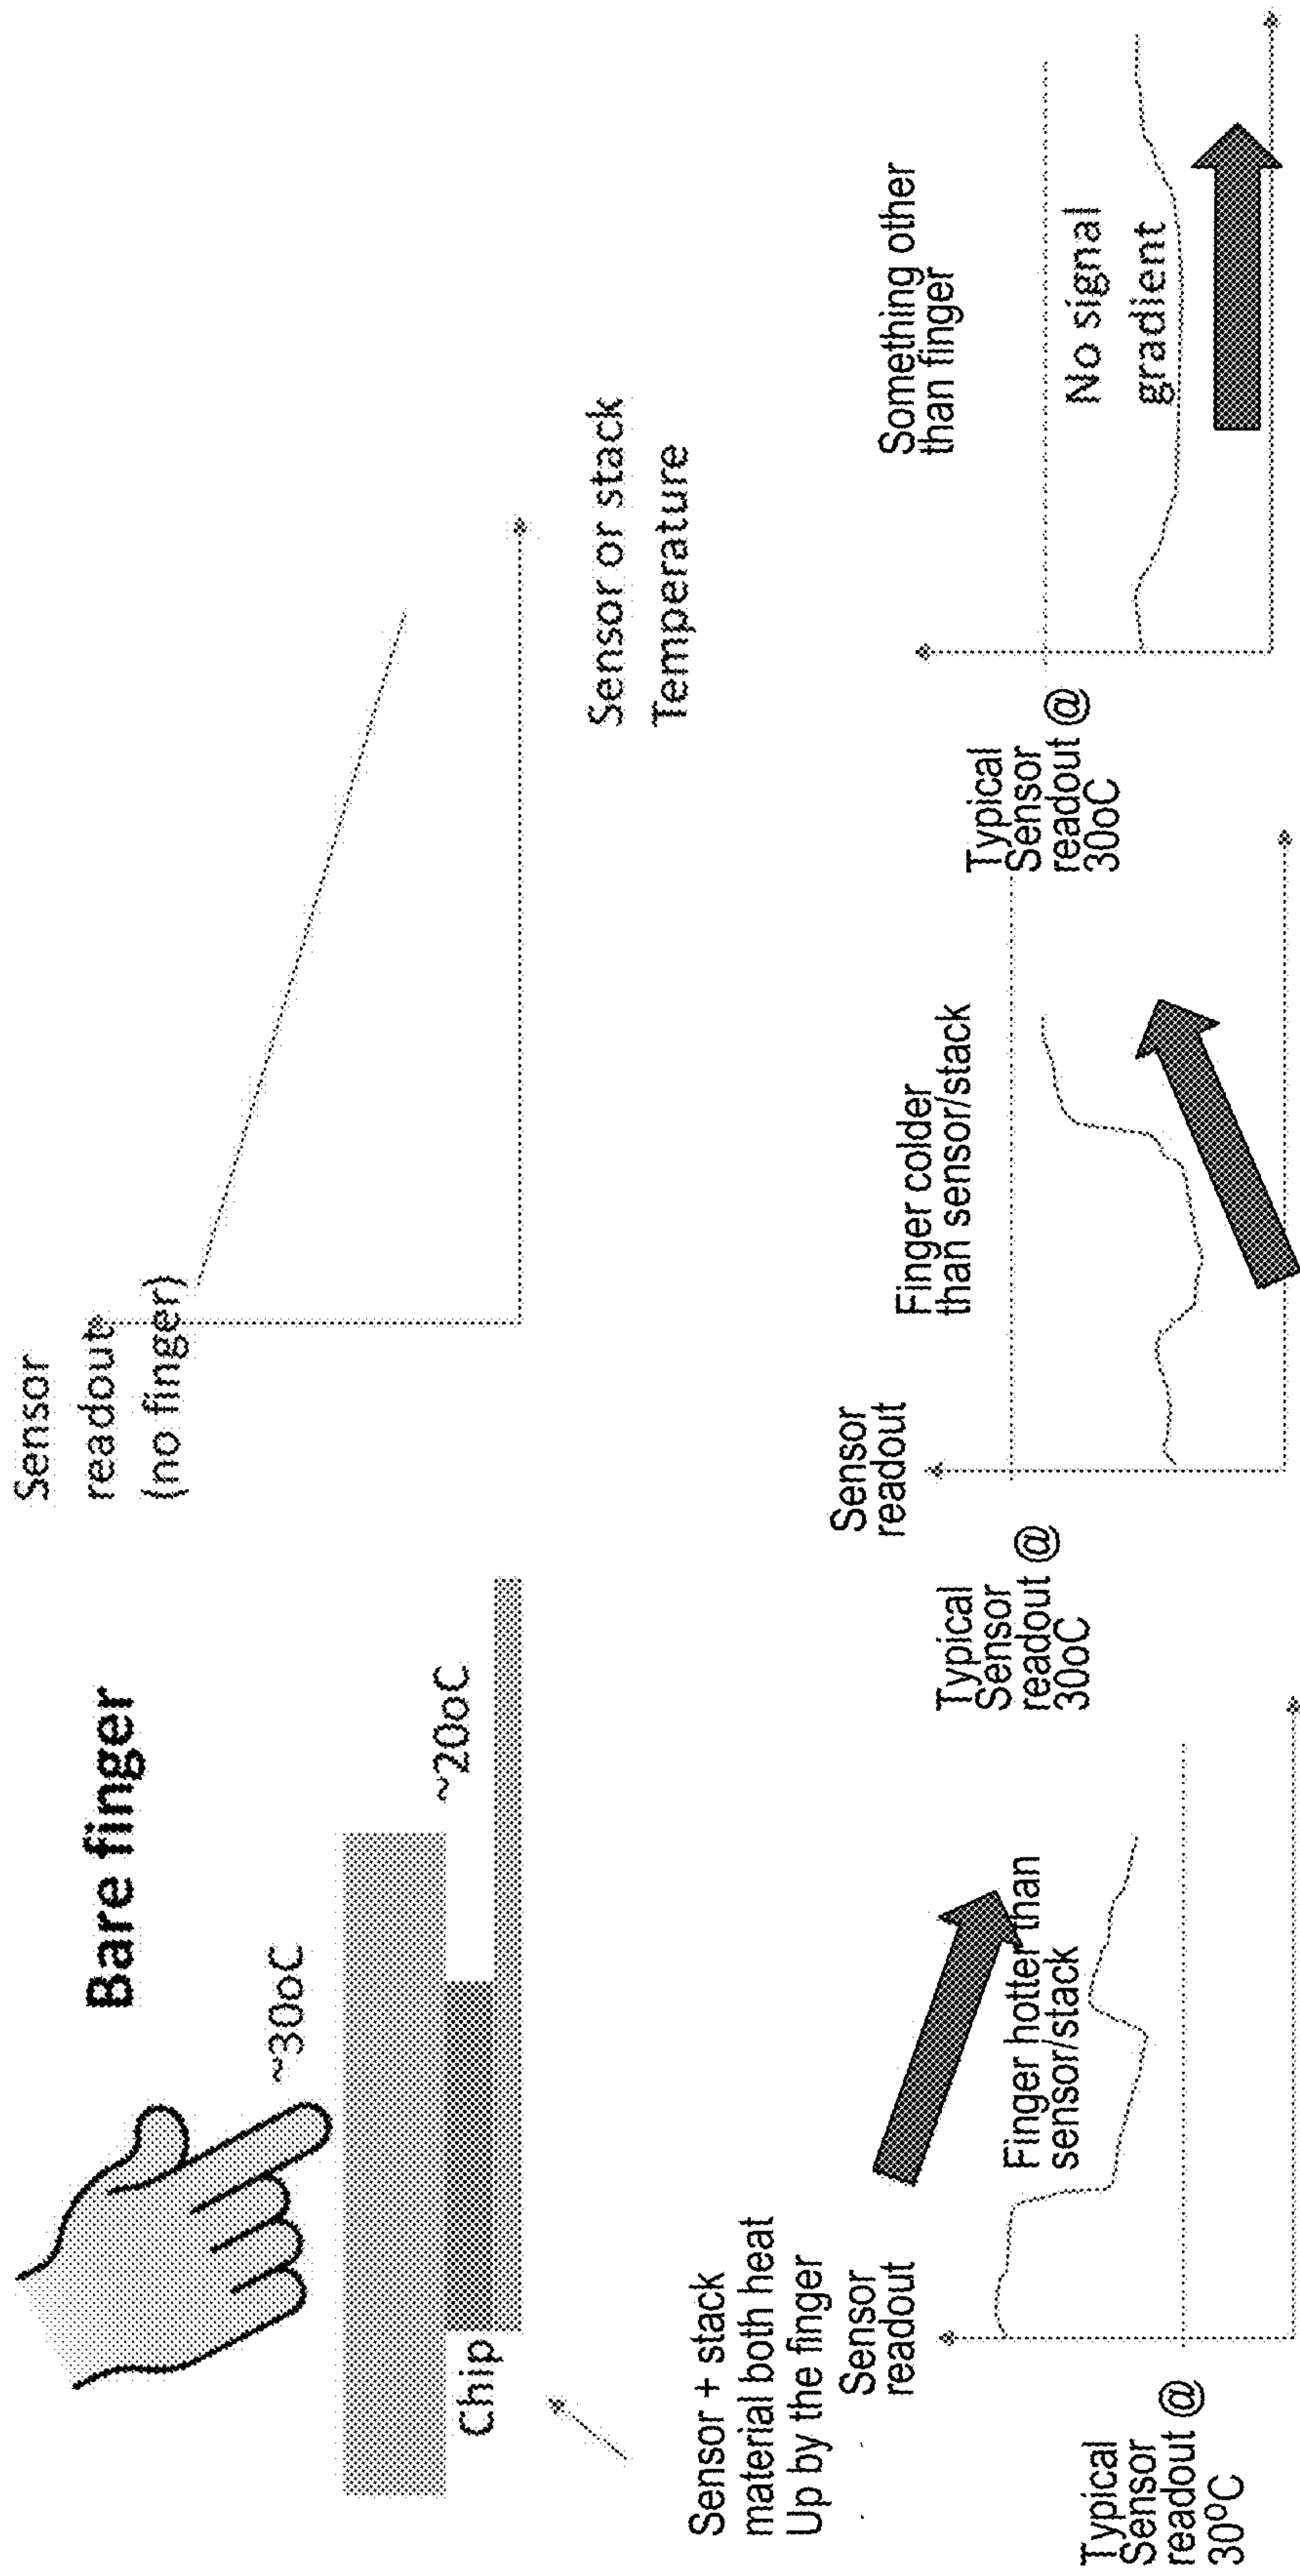 Bare finger
~30oC
~20oC
Chip
Sensor + stack
material both heat
Up by the finger
Sensor
readout
(no finger)
Sensor or stack
Temperature
Sensor
readout
Finger hotter than
sensor/stack
Typical
Sensor
readout @
30ºC
Sensor
readout
Finger colder
than sensor/stack
Typical
Sensor
readout @
30oC
Something other
than finger
No signal
gradient
Typical
Sensor
readout @
30oC